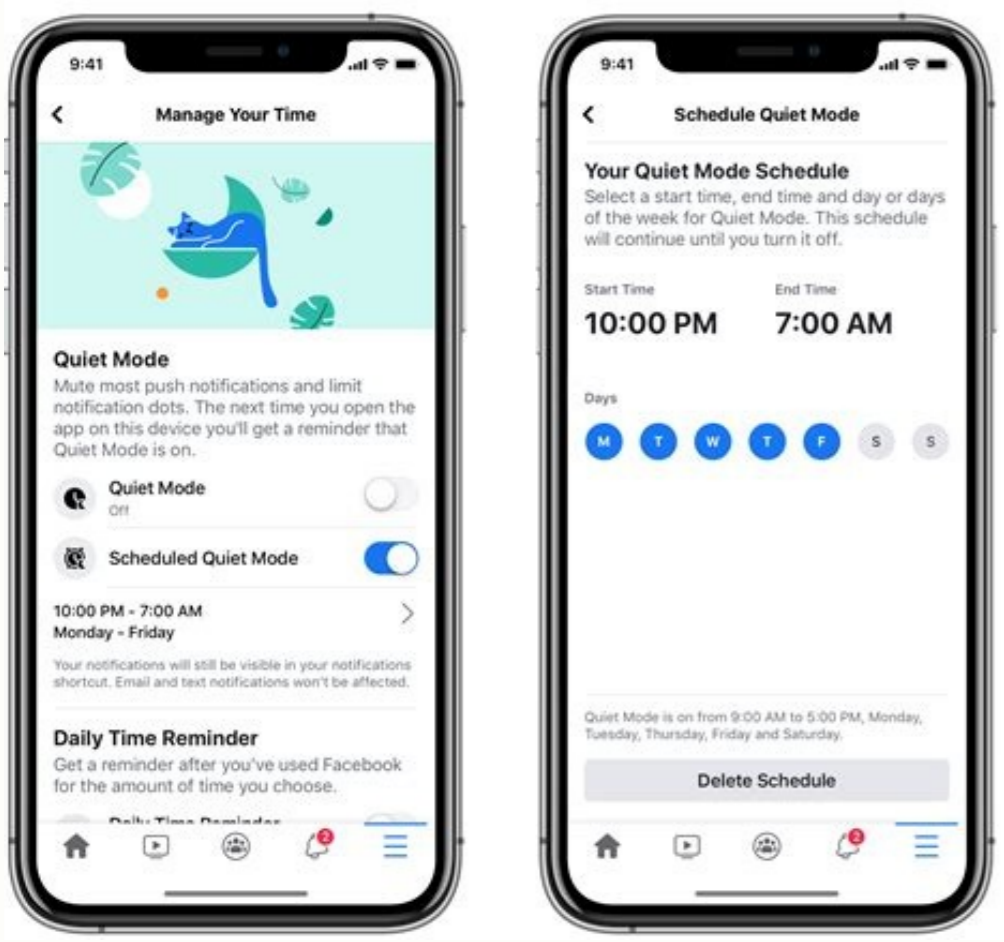 9:41
Manage Your Time
Quiet Mode
Mute most push notifications and limit
notification dots. The next time you open the
app on this device you'll get a reminder that
Quiet Mode is on.
Quiet Mode
Off
Scheduled Quiet Mode
10:00 PM - 7:00 AM
Monday - Friday
Your notifications will still be visible in your notifications
shortcut. Email and text notifications won't be affected.
Daily Time Reminder
Get a reminder after you've used Facebook
for the amount of time you choose.
Daily Time Reminder
2
9:41
Schedule Quiet Mode
Your Quiet Mode Schedule
Select a start time, end time and day or days
of the week for Quiet Mode. This schedule
will continue until you turn it off.
Start Time End Time
10:00 PM 7:00 AM
Days
M T W T F S S
Quiet Mode is on from 9:00 AM to 5:00 PM, Monday,
Tuesday, Thursday, Friday and Saturday.
Delete Schedule
2